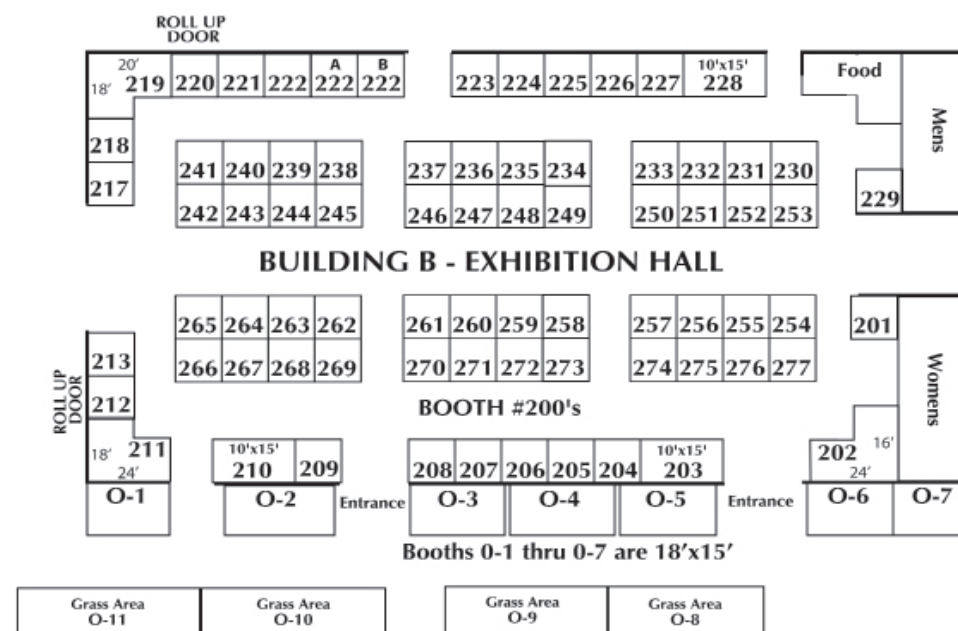 ROLL UP
DOOR
20'
18'
219 220 221 222 A 222 B 222
223 224 225 226 227 10'x15' 228
Food
Mens
218
217
241 240 239 238
242 243 244 245
237 236 235 234
246 247 248 249
233 232 231 230
250 251 252 253
229
BUILDING B - EXHIBITION HALL
265 264 263 262
266 267 268 269
261 260 259 258
270 271 272 273
257 256 255 254
274 275 276 277
201
Womens
ROLL UP
DOOR
213
212
BOOTH #200's
18' 211
24'
10'x15'
210 209
208 207 206 205 204 10'x15' 203
202 16'
24'
O-1 O-2 Entrance O-3 O-4 O-5 Entrance O-6 O-7
Booths 0-1 thru 0-7 are 18'x15'
Grass Area
O-11
Grass Area
O-10
Grass Area
O-9
Grass Area
O-8